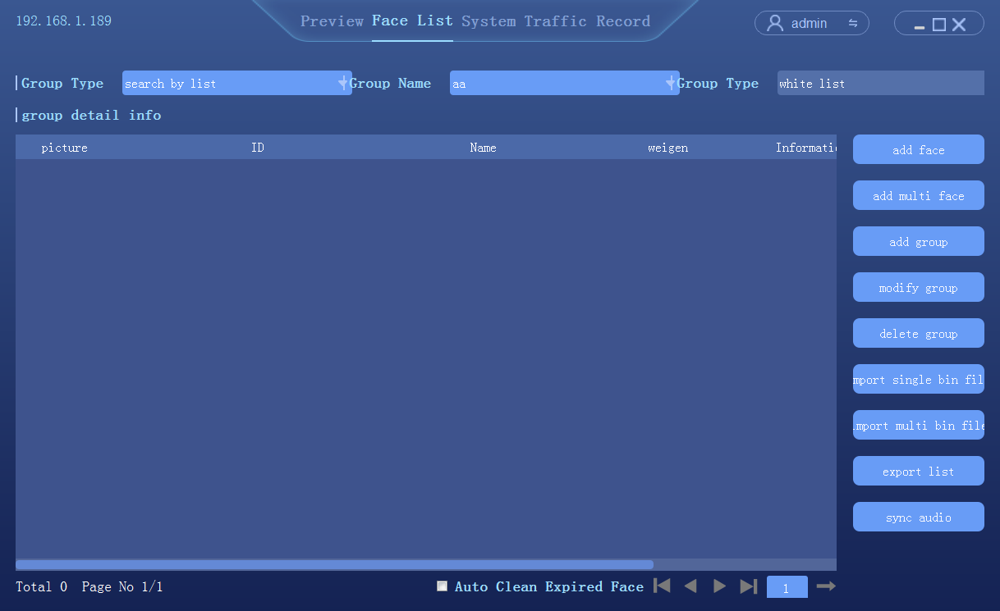 192.168.1.189
Preview Face List System Traffic Record
admin
Group Type search by list Group Name aa Group Type white list
group detail info
picture ID Name weigen Informatic
add face
add multi face
add group
modify group
delete group
mport single bin fil
import multi bin file
export list
sync audio
Total 0 Page No 1/1
Auto Clean Expired Face
1